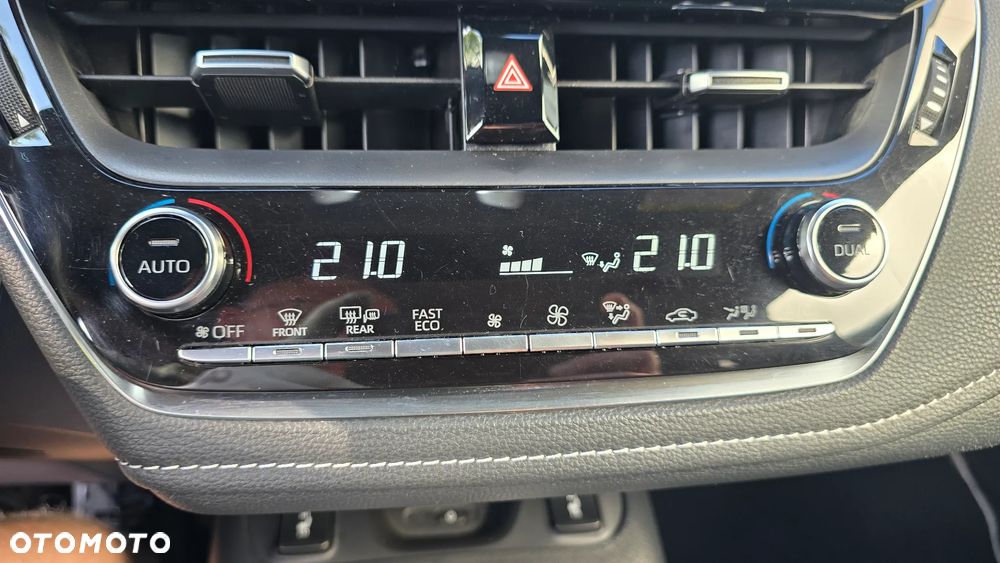 AUTO
21.0
21.0
DUAL
OFF
FRONT
REAR
FAST
ECO
OTOMOTO